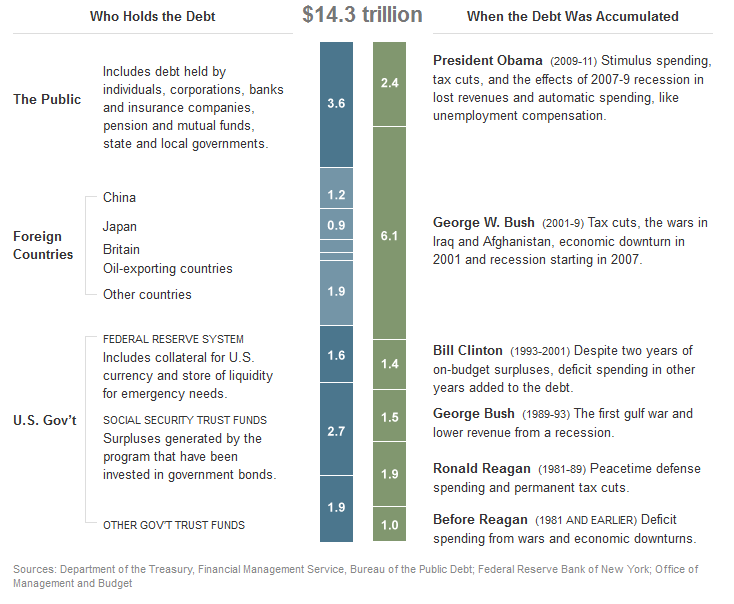 Who Holds the Debt
$14.3 trillion
When the Debt Was Accumulated
The Public
Includes debt held by
individuals, corporations, banks
and insurance companies,
pension and mutual funds,
state and local governments.
Foreign
Countries
China
Japan
Britain
Oil-exporting countries
Other countries
U.S. Gov't
FEDERAL RESERVE SYSTEM
Includes collateral for U.S.
currency and store of liquidity
for emergency needs.
SOCIAL SECURITY TRUST FUNDS
Surpluses generated by the
program that have been
invested in government bonds.
OTHER GOV'T TRUST FUNDS
3.6
1.2
0.9
1.9
1.6
2.7
1.9
2.4
6.1
1.4
1.5
1.9
1.0
President Obama (2009-11) Stimulus spending,
tax cuts, and the effects of 2007-9 recession in
lost revenues and automatic spending, like
unemployment compensation.
George W. Bush (2001-9) Tax cuts, the wars in
Iraq and Afghanistan, economic downturn in
2001 and recession starting in 2007.
Bill Clinton (1993-2001) Despite two years of
on-budget surpluses, deficit spending in other
years added to the debt.
George Bush (1989-93) The first gulf war and
lower revenue from a recession.
Ronald Reagan (1981-89) Peacetime defense
spending and permanent tax cuts.
Before Reagan (1981 AND EARLIER) Deficit
spending from wars and economic downturns.
Sources: Department of the Treasury, Financial Management Service, Bureau of the Public Debt; Federal Reserve Bank of New York; Office of
Management and Budget